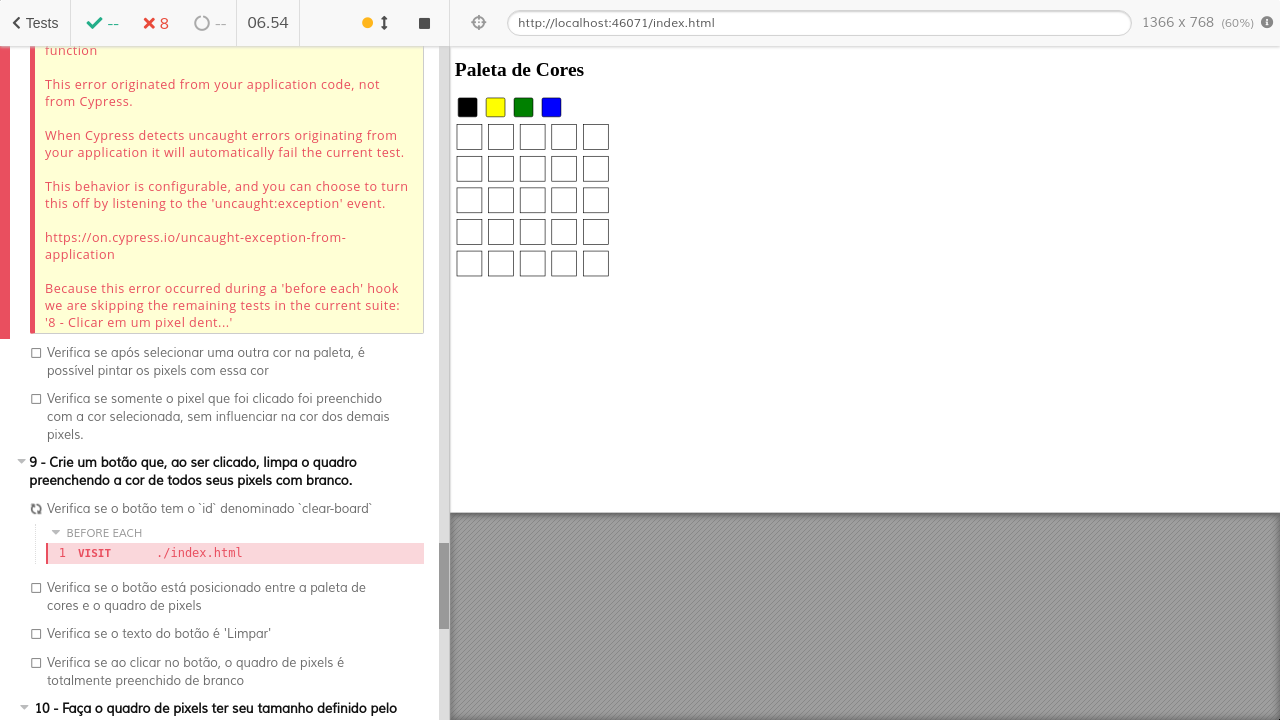 Tests
--
8
--
06.54
http://localhost:46071/index.html
1366 x 768 (60%)
function
This error originated from your application code, not
from Cypress.
When Cypress detects uncaught errors originating from
your application it will automatically fail the current test.
This behavior is configurable, and you can choose to turn
this off by listening to the 'uncaught:exception' event.
https://on.cypress.io/uncaught-exception-from-
application
Because this error occurred during a 'before each' hook
we are skipping the remaining tests in the current suite:
'8 - Clicar em um pixel dent...'
Verifica se após selecionar uma outra cor na paleta, é
possível pintar os pixels com essa cor
Verifica se somente o pixel que foi clicado foi preenchido
com a cor selecionada, sem influenciar na cor dos demais
pixels.
9 - Crie um botão que, ao ser clicado, limpa o quadro
preenchendo a cor de todos seus pixels com branco.
Verifica se o botão tem o `id` denominado `clear-board`
BEFORE EACH
1 VISIT ./index.html
Verifica se o botão está posicionado entre a paleta de
cores e o quadro de pixels
Verifica se o texto do botão é 'Limpar'
Verifica se ao clicar no botão, o quadro de pixels é
totalmente preenchido de branco
10 - Faça o quadro de pixels ter seu tamanho definido pelo
Paleta de Cores